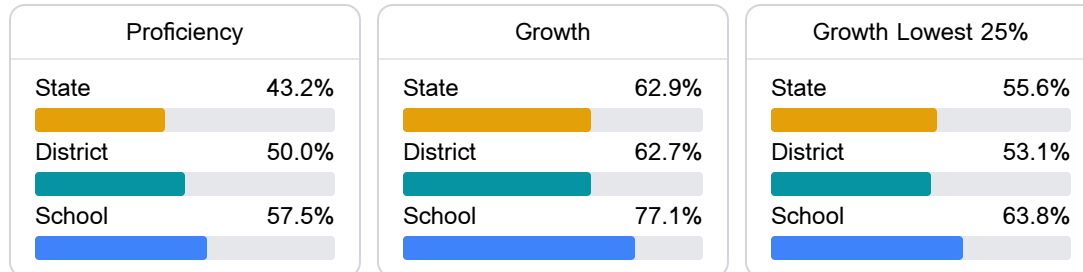 Proficiency
State 43.2%
District 50.0%
School 57.5%
Growth
State 62.9%
District 62.7%
School 77.1%
Growth Lowest 25%
State 55.6%
District 53.1%
School 63.8%